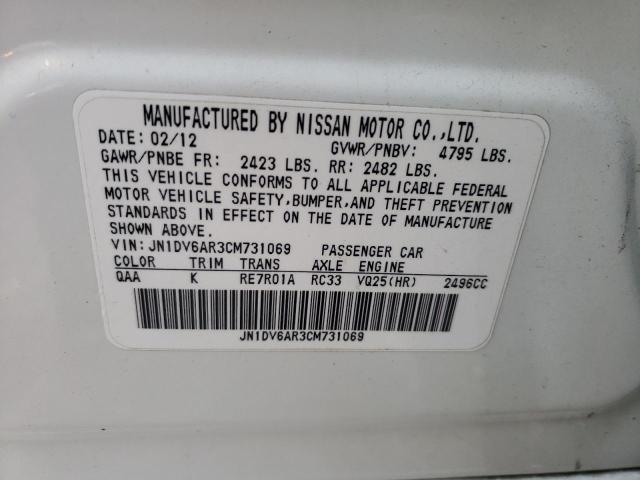 MANUFACTURED BY NISSAN MOTOR CO.,LTD.
DATE: 02/12 GVWR/PNBV: 4795 LBS.
GAWR/PNBE FR: 2423 LBS. RR: 2482 LBS.
THIS VEHICLE CONFORMS TO ALL APPLICABLE FEDERAL
MOTOR VEHICLE SAFETY,BUMPER,AND THEFT PREVENTION
STANDARDS IN EFFECT ON THE DATE OF MANUFACTURE
SHOWN ABOVE.
VIN: JN1DV6AR3CM731069 PASSENGER CAR
COLOR TRIM TRANS AXLE ENGINE
QAA K RE7R01A RC33 VQ25(HR) 2496CC
JN1DV6AR3CM731069